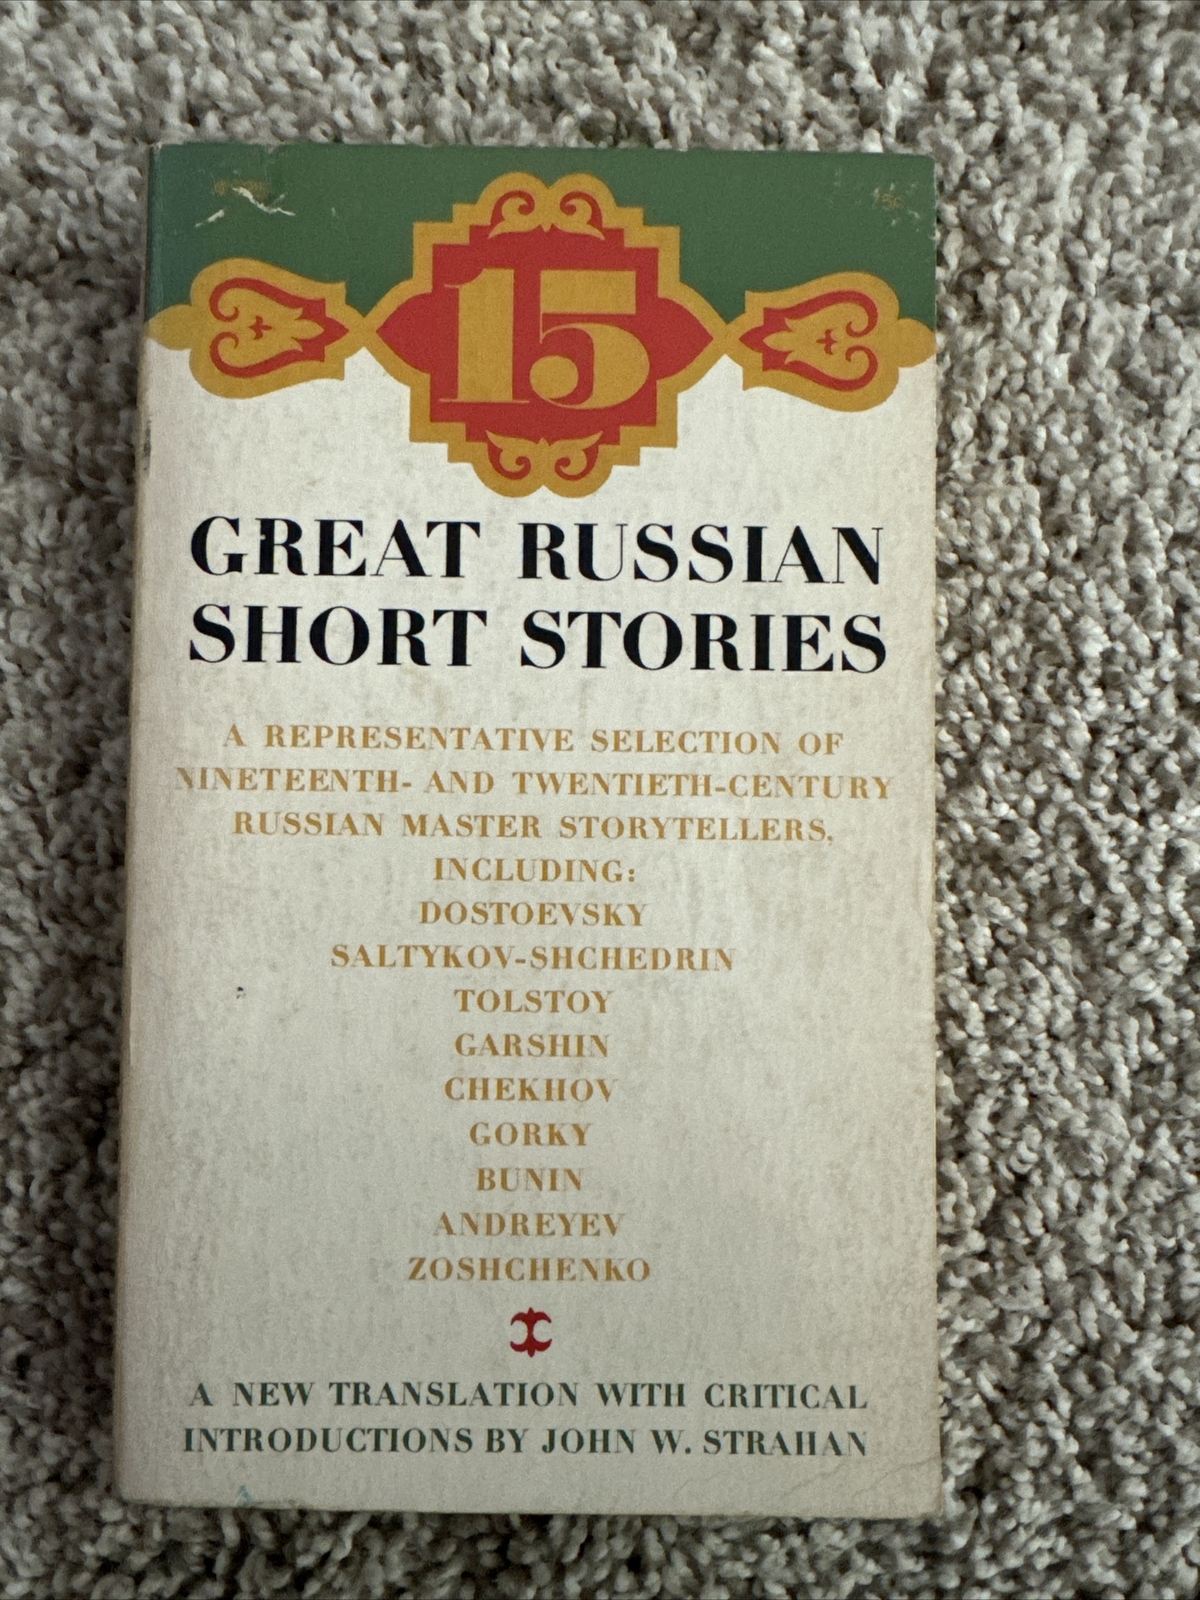 75¢
15
GREAT RUSSIAN
SHORT STORIES
A REPRESENTATIVE SELECTION OF
NINETEENTH- AND TWENTIETH-CENTURY
RUSSIAN MASTER STORYTELLERS,
INCLUDING:
DOSTOEVSKY
SALTYKOV-SHCHEDRIN
TOLSTOY
GARSHIN
CHEKHOV
GORKY
BUNIN
ANDREYEV
ZOSHCHENKO
A NEW TRANSLATION WITH CRITICAL
INTRODUCTIONS BY JOHN W. STRAHAN